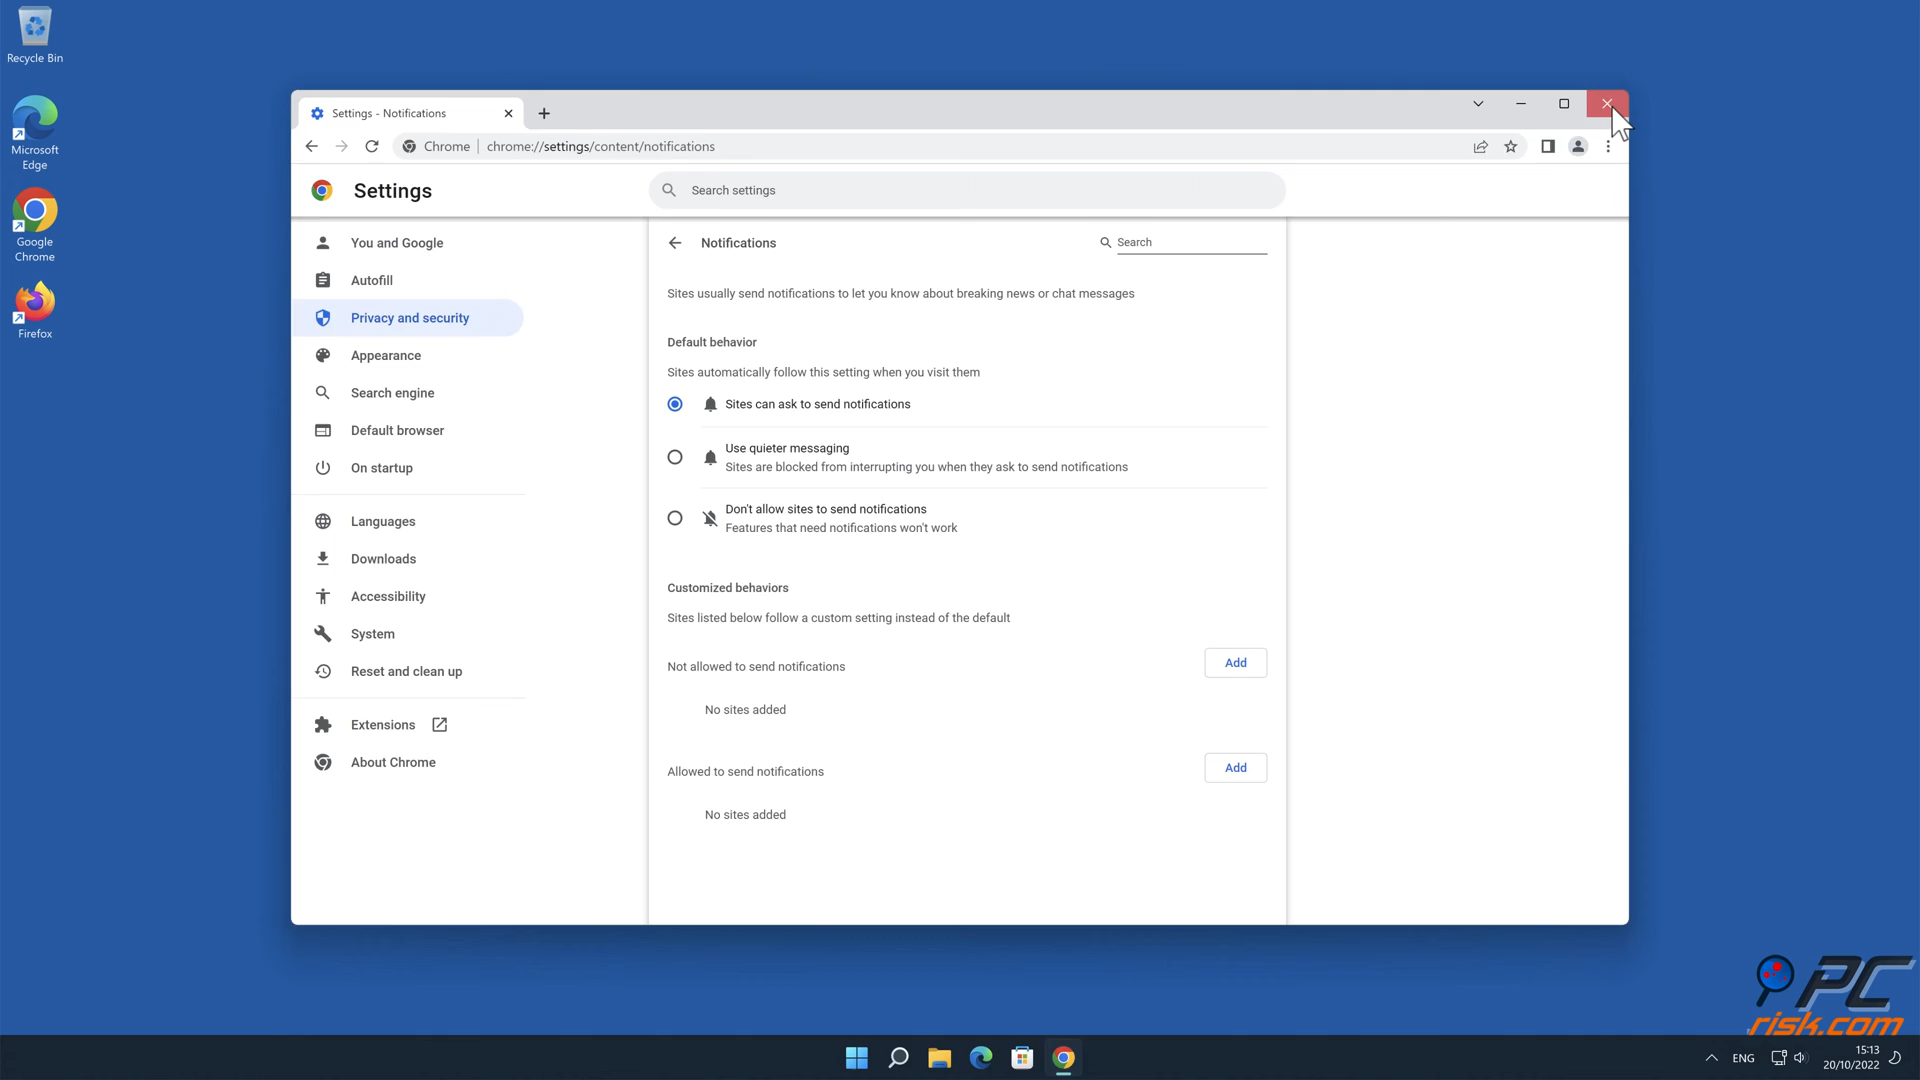 Recycle Bin
Microsoft
Edge
Google
Chrome
Firefox
Settings - Notifications
Chrome
chrome://settings/content/notifications
Settings
Search settings
You and Google
Autofill
Privacy and security
Appearance
Search engine
Default browser
On startup
Languages
Downloads
Accessibility
System
Reset and clean up
Extensions
About Chrome
Notifications
Search
Sites usually send notifications to let you know about breaking news or chat messages
Default behavior
Sites automatically follow this setting when you visit them
Sites can ask to send notifications
Use quieter messaging
Sites are blocked from interrupting you when they ask to send notifications
Don't allow sites to send notifications
Features that need notifications won't work
Customized behaviors
Sites listed below follow a custom setting instead of the default
Not allowed to send notifications
Add
No sites added
Allowed to send notifications
Add
No sites added
PC
risk.com
ENG
15:13
20/10/2022